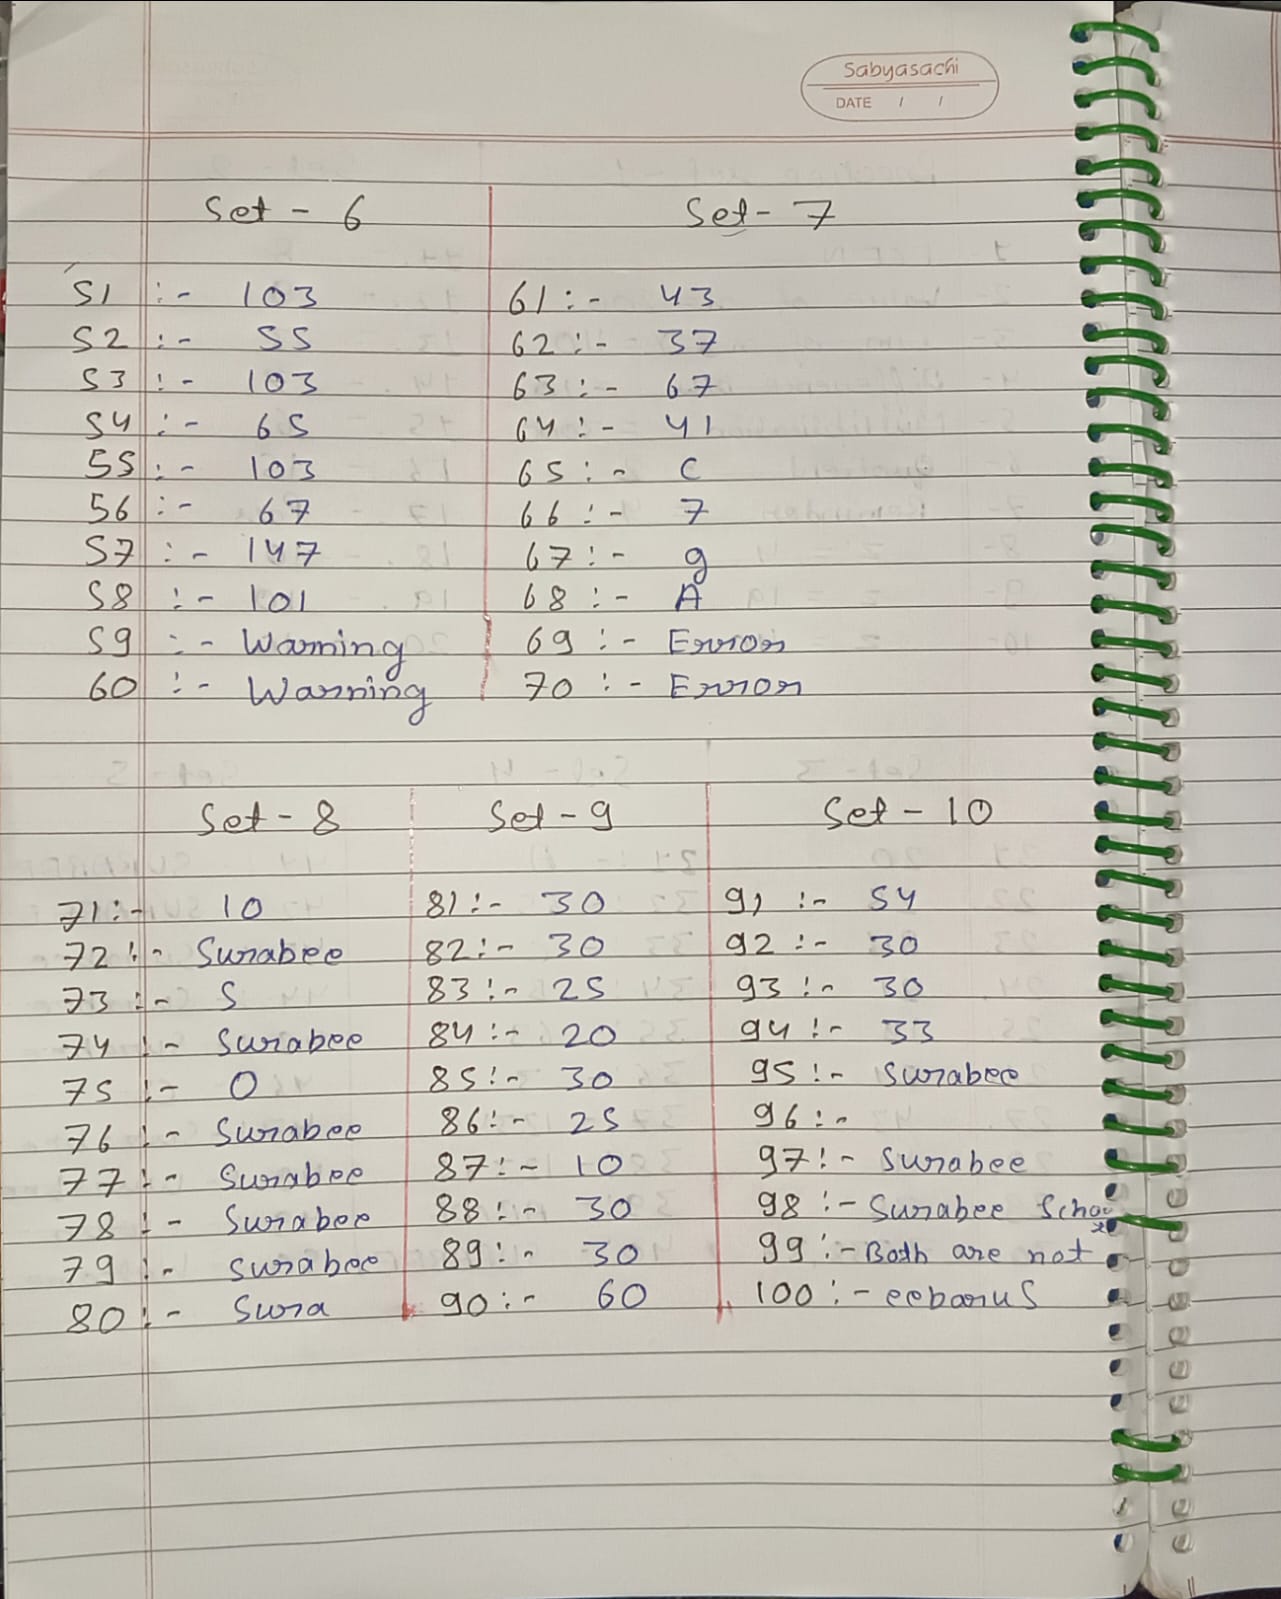 Sabyasachi
DATE / /
Set - 6
51 :- 103
52 :- 55
53 :- 103
54 :- 65
55 :- 103
56 :- 67
57 :- 147
58 :- 101
59 :- Warning
60 :- Warning
Set - 7
61 :- 43
62 :- 37
63 :- 67
64 :- 41
65 :- C
66 :- 7
67 :- g
68 :- A
69 :- Error
70 :- Error
Set - 8
71 :- 10
72 :- Surabee
73 :- S
74 :- Surabee
75 :- 0
76 :- Surabee
77 :- Surabee
78 :- Surabee
79 :- Surabee
80 :- Sura
Set - 9
81 :- 30
82 :- 30
83 :- 25
84 :- 20
85 :- 30
86 :- 25
87 :- 10
88 :- 30
89 :- 30
90 :- 60
Set - 10
91 :- 54
92 :- 30
93 :- 30
94 :- 33
95 :- Surabee
96 :-
97 :- Surabee
98 :- Surabee School
99 :- Both are not
100 :- eebaruS